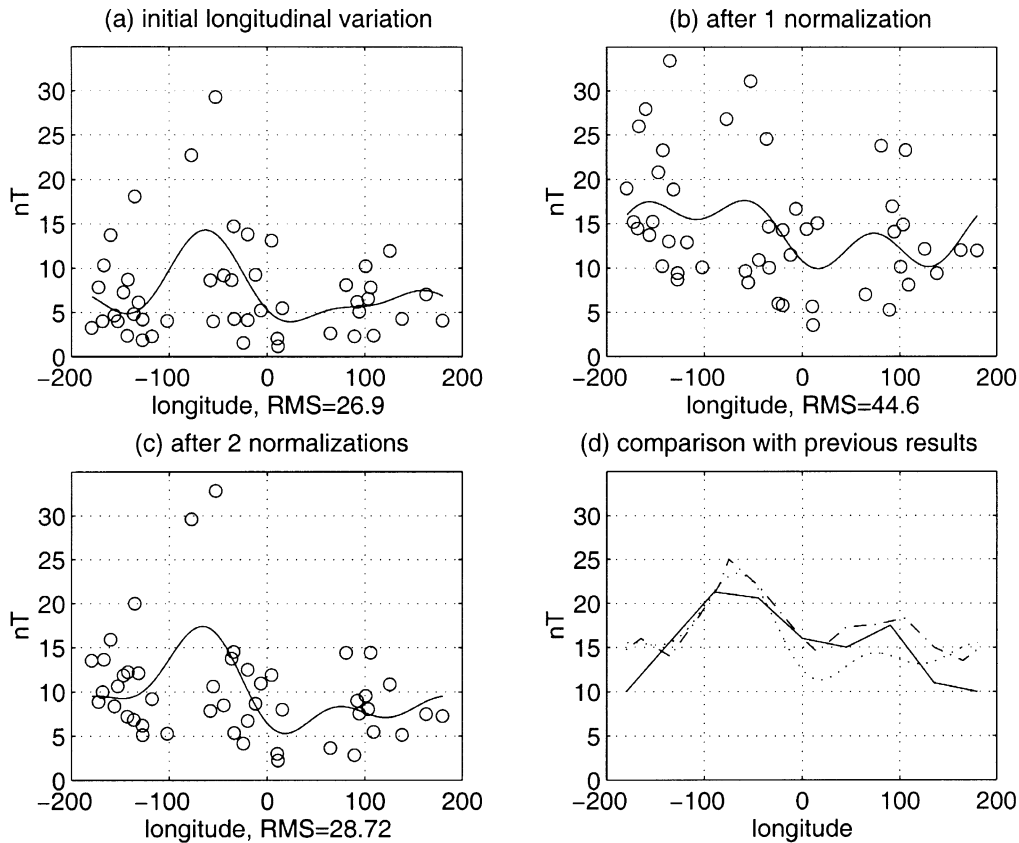 (a) initial longitudinal variation
nT
30
25
20
15
10
5
0
−200 −100 0 100 200
longitude, RMS=26.9
(b) after 1 normalization
nT
30
25
20
15
10
5
0
−200 −100 0 100 200
longitude, RMS=44.6
(c) after 2 normalizations
nT
30
25
20
15
10
5
0
−200 −100 0 100 200
longitude, RMS=28.72
(d) comparison with previous results
nT
30
25
20
15
10
5
0
−200 −100 0 100 200
longitude